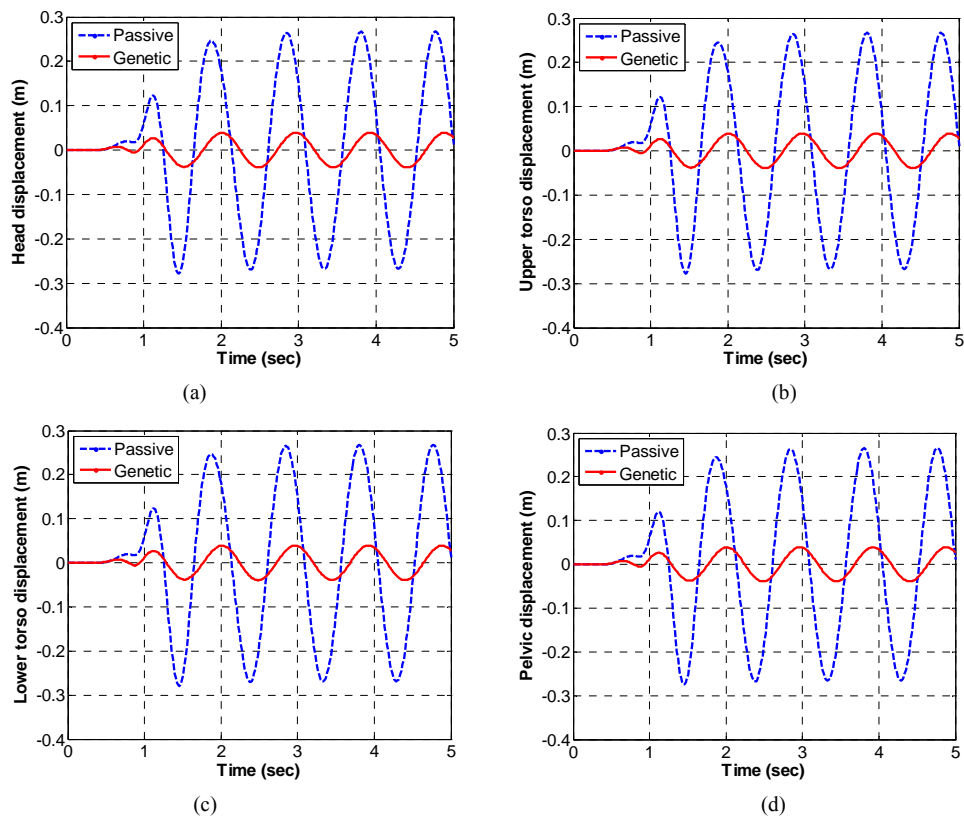 0.3
0.2
0.1
0
-0.1
-0.2
-0.3
-0.4
Head displacement (m)
Passive
Genetic
0 1 2 3 4 5
Time (sec)
(a)
0.3
0.2
0.1
0
-0.1
-0.2
-0.3
-0.4
Upper torso displacement (m)
Passive
Genetic
0 1 2 3 4 5
Time (sec)
(b)
0.3
0.2
0.1
0
-0.1
-0.2
-0.3
-0.4
Lower torso displacement (m)
Passive
Genetic
0 1 2 3 4 5
Time (sec)
(c)
0.3
0.2
0.1
0
-0.1
-0.2
-0.3
-0.4
Pelvic displacement (m)
Passive
Genetic
0 1 2 3 4 5
Time (sec)
(d)